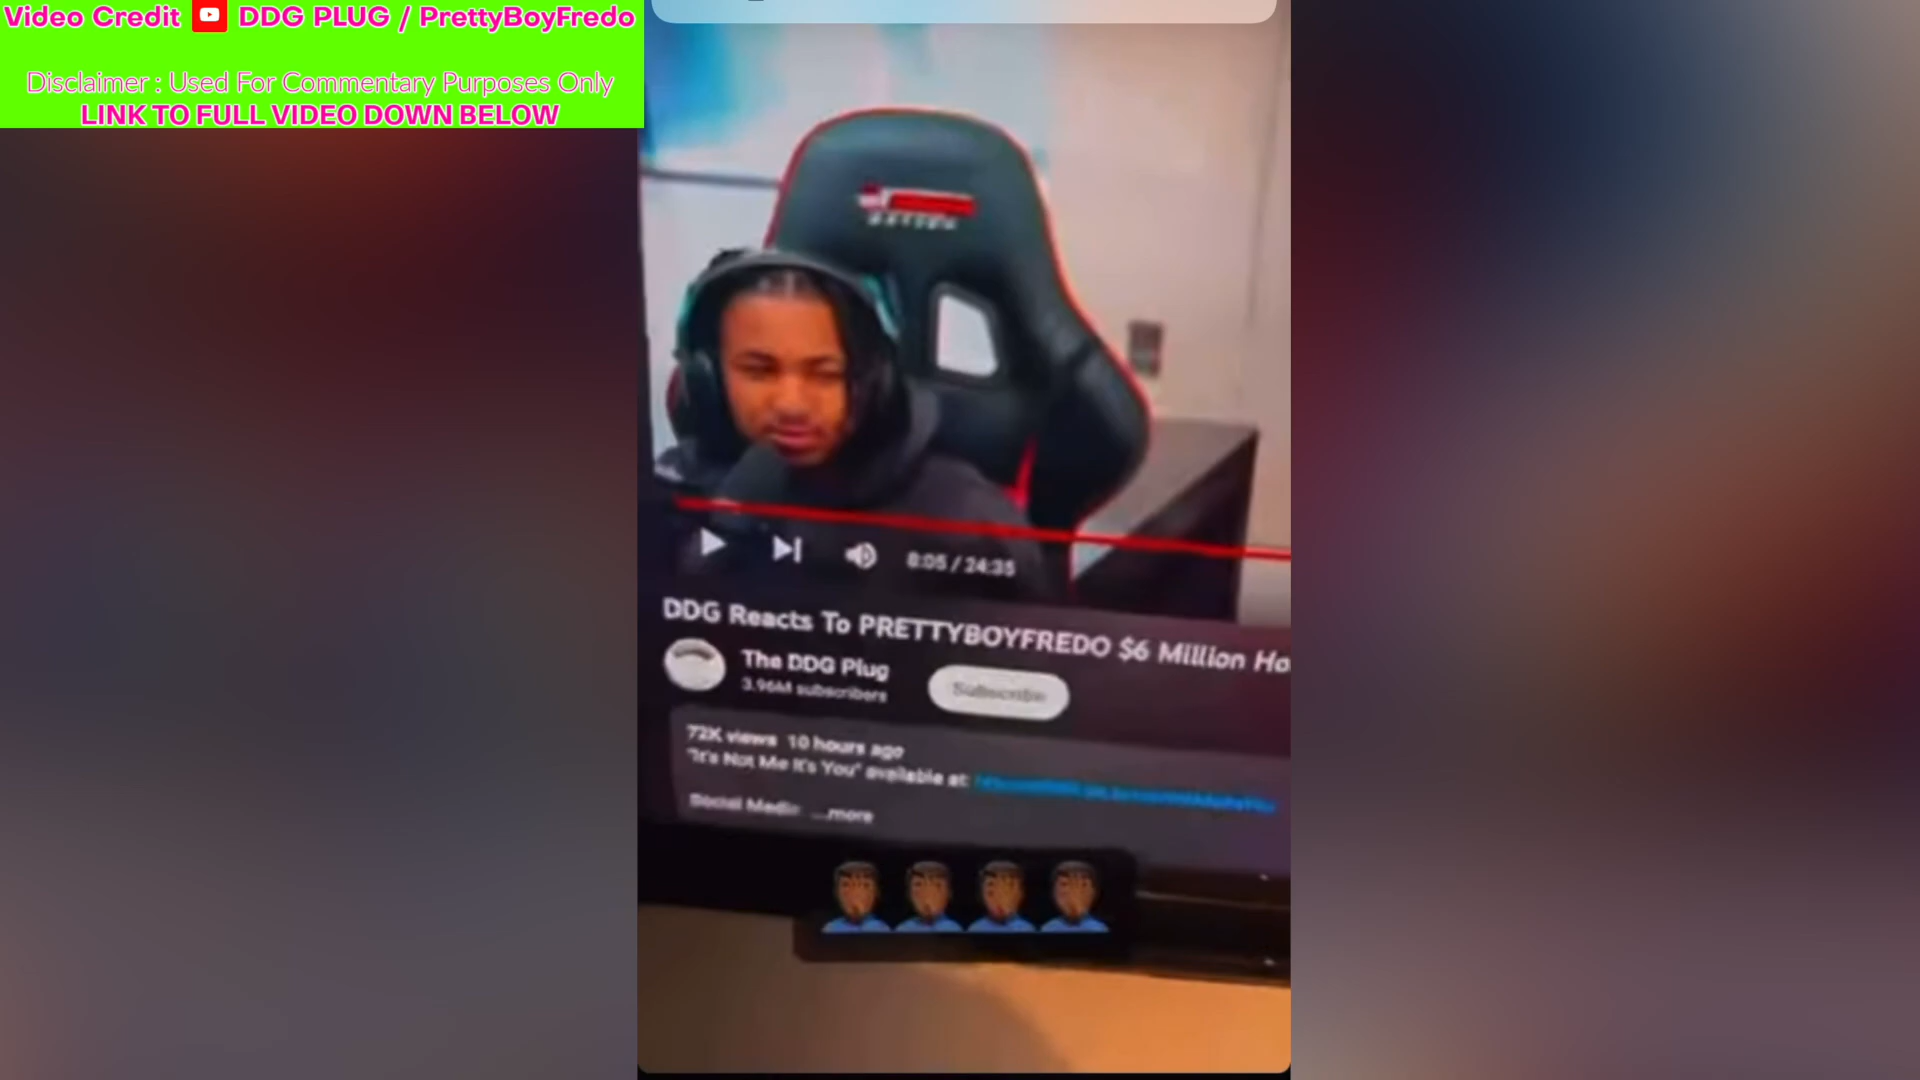 Video Credit DDG PLUG / PrettyBoyFredo
Disclaimer : Used For Commentary Purposes Only
LINK TO FULL VIDEO DOWN BELOW
8:05 / 24:35
DDG Reacts To PRETTYBOYFREDO $6 Million Ho
The DDG Plug
3.96M subscribers
Subscribe
72K views 10 hours ago
"It's Not Me It's You" available at:
Social Media: ...more